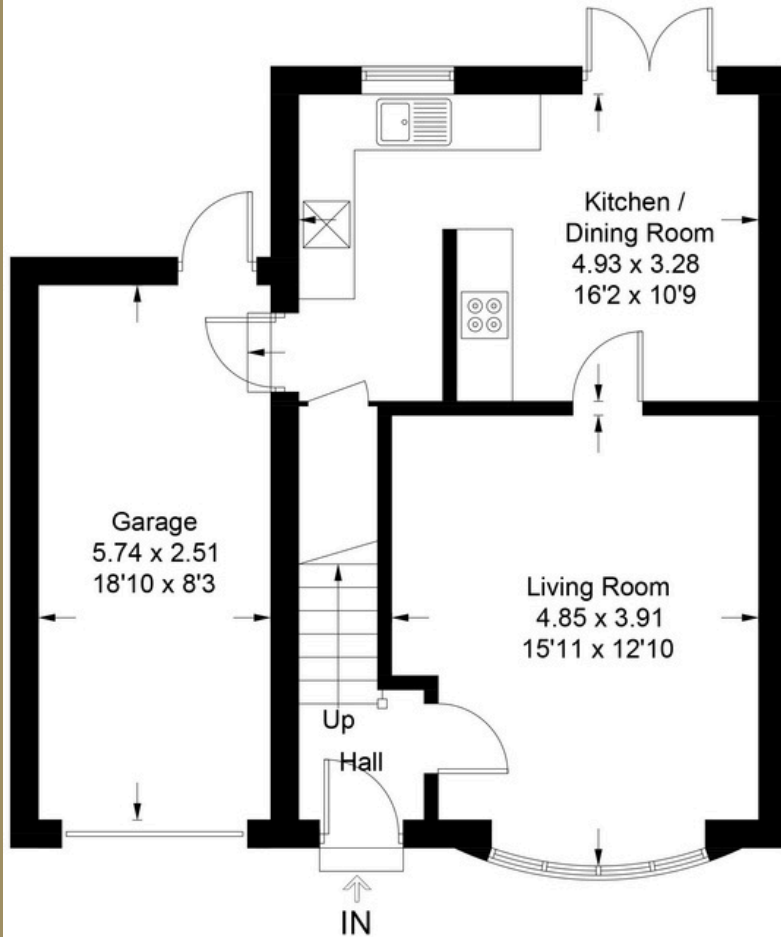 Kitchen /
Dining Room
4.93 x 3.28
16'2 x 10'9
Garage
5.74 x 2.51
18'10 x 8'3
Living Room
4.85 x 3.91
15'11 x 12'10
Up
Hall
IN